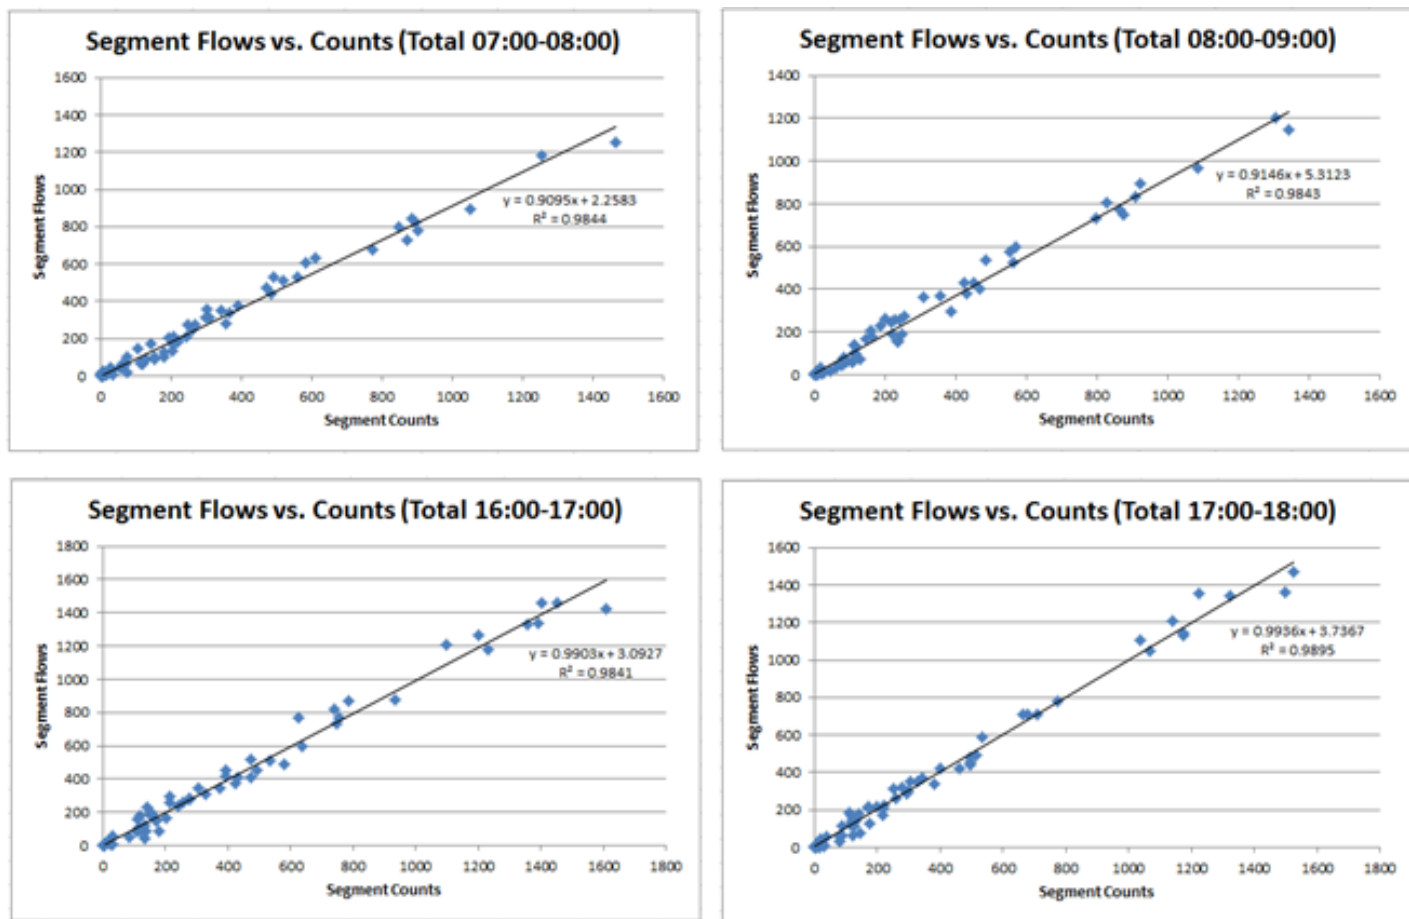 Segment Flows vs. Counts (Total 07:00-08:00)
1600
1400
1200
1000
800
600
400
200
0
Segment Flows
y = 0.9095x + 2.2583
R² = 0.9844
0 200 400 600 800 1000 1200 1400 1600
Segment Counts
Segment Flows vs. Counts (Total 08:00-09:00)
1400
1200
1000
800
600
400
200
0
Segment Flows
y = 0.9146x + 5.3123
R² = 0.9843
0 200 400 600 800 1000 1200 1400 1600
Segment Counts
Segment Flows vs. Counts (Total 16:00-17:00)
1800
1600
1400
1200
1000
800
600
400
200
0
Segment Flows
y = 0.9903x + 3.0927
R² = 0.9841
0 200 400 600 800 1000 1200 1400 1600 1800
Segment Counts
Segment Flows vs. Counts (Total 17:00-18:00)
1600
1400
1200
1000
800
600
400
200
0
Segment Flows
y = 0.9936x + 3.7367
R² = 0.9895
0 200 400 600 800 1000 1200 1400 1600 1800
Segment Counts